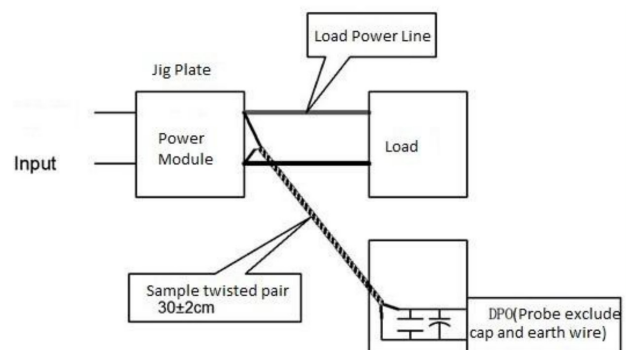 Load Power Line
Jig Plate
Power
Module
Load
Input
Sample twisted pair
30±2cm
DPO(Probe exclude
cap and earth wire)